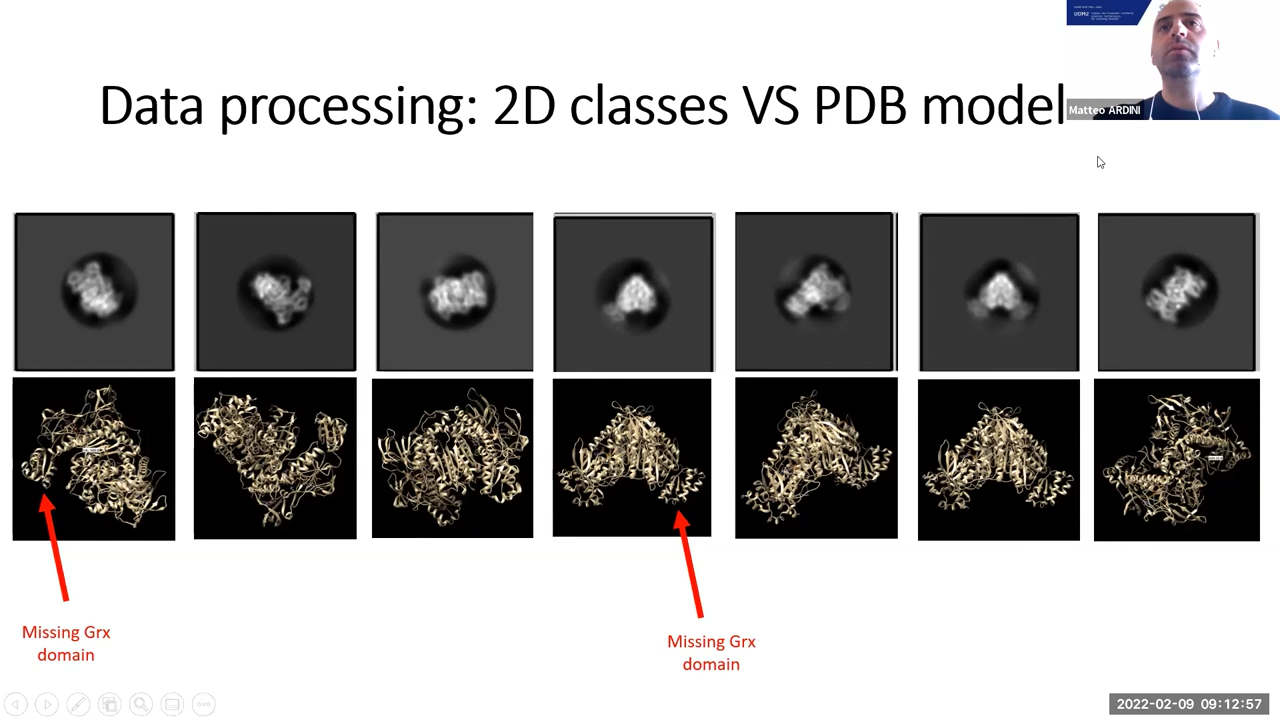 Data processing: 2D classes VS PDB model
Matteo ARDINI
Missing Grx
domain
Missing Grx
domain
2022-02-09 09:12:57